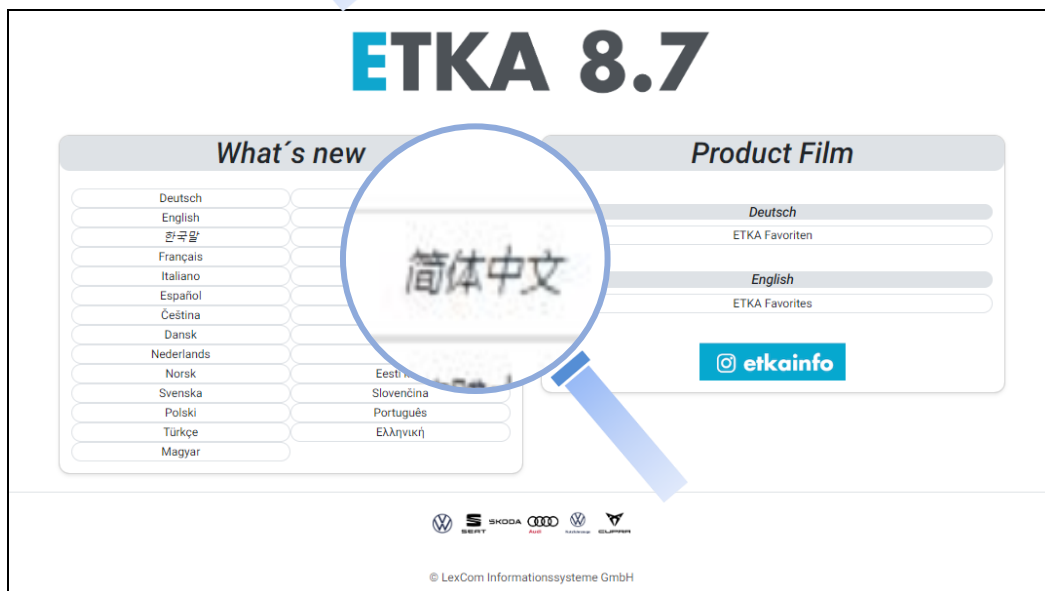 ETKA 8.7
What´s new
Deutsch
English
한국말
Français
Italiano
Español
Čeština
Dansk
Nederlands
Norsk
Svenska
Polski
Türkçe
Magyar
简体中文
Eesti
Slovenčina
Português
Ελληνική
Product Film
Deutsch
ETKA Favoriten
English
ETKA Favorites
etkainfo
SEAT
SKODA
Audi
CUPRA
© LexCom Informationssysteme GmbH